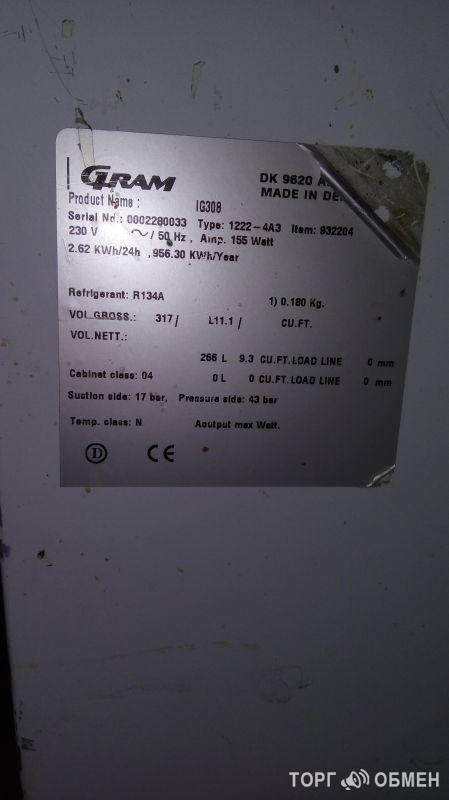 GRAM
DK 9620 A
MADE IN DE
Product Name : IG308
Serial No.: 0002280033 Type: 1222-4A3 Item: 932204
230 V ~/ 50 Hz , Amp. 155 Watt
2.62 KWh/24h ,956.30 KWh/Year
Refrigerant: R134A 1) 0.180 Kg.
VOL.GROSS.: 317/ L11.1/ CU.FT.
VOL.NETT.:
266 L 9.3 CU.FT.LOAD LINE 0 mm
Cabinet class: 04 0 L 0 CU.FT.LOAD LINE 0 mm
Suction side: 17 bar, Pressure side: 43 bar
Temp. class: N Aoutput max Watt.
D CE
ТОРГ ОБМЕН